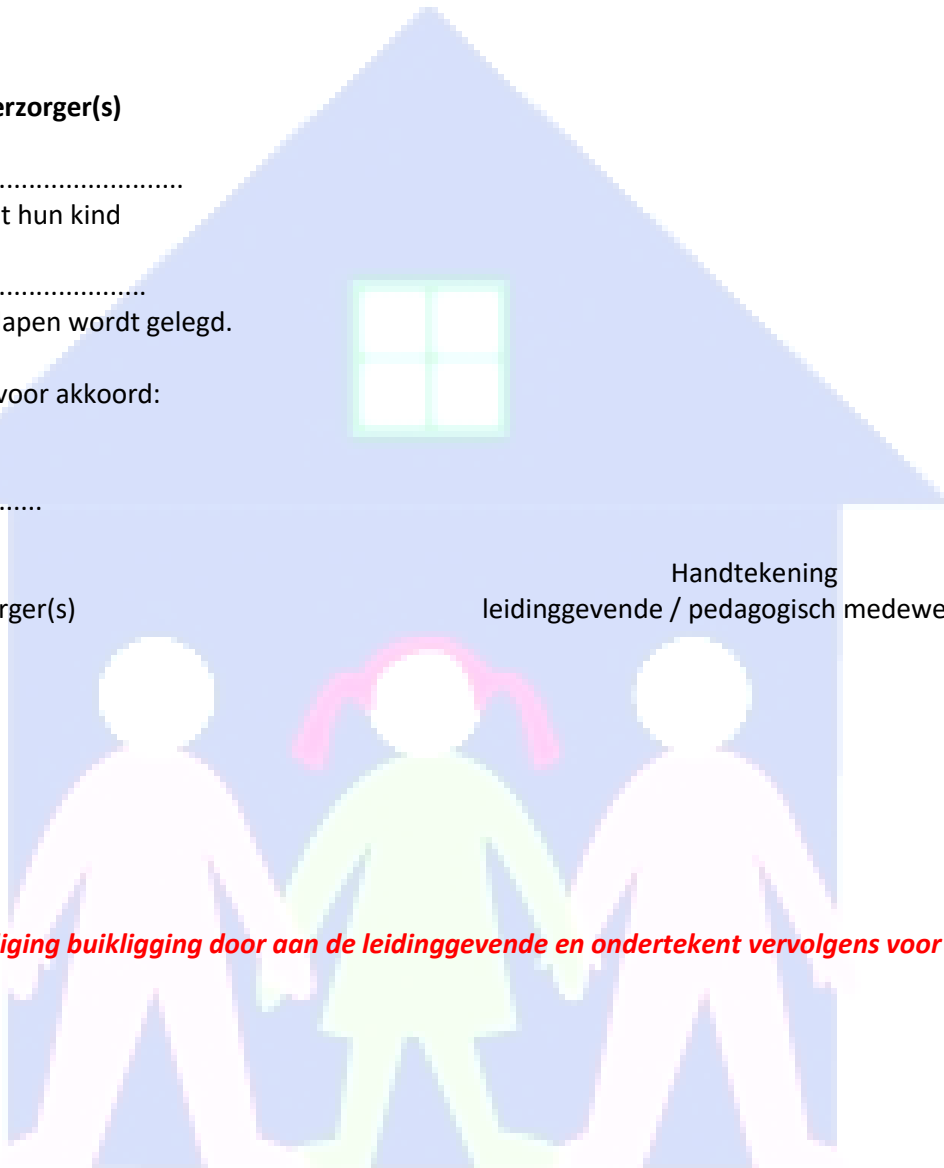 erzorger(s)
.........................
t hun kind
....................
apen wordt gelegd.
voor akkoord:
......
Handtekening
rger(s) leidinggevende / pedagogisch medewe
iging buikligging door aan de leidinggevende en ondertekent vervolgens voor